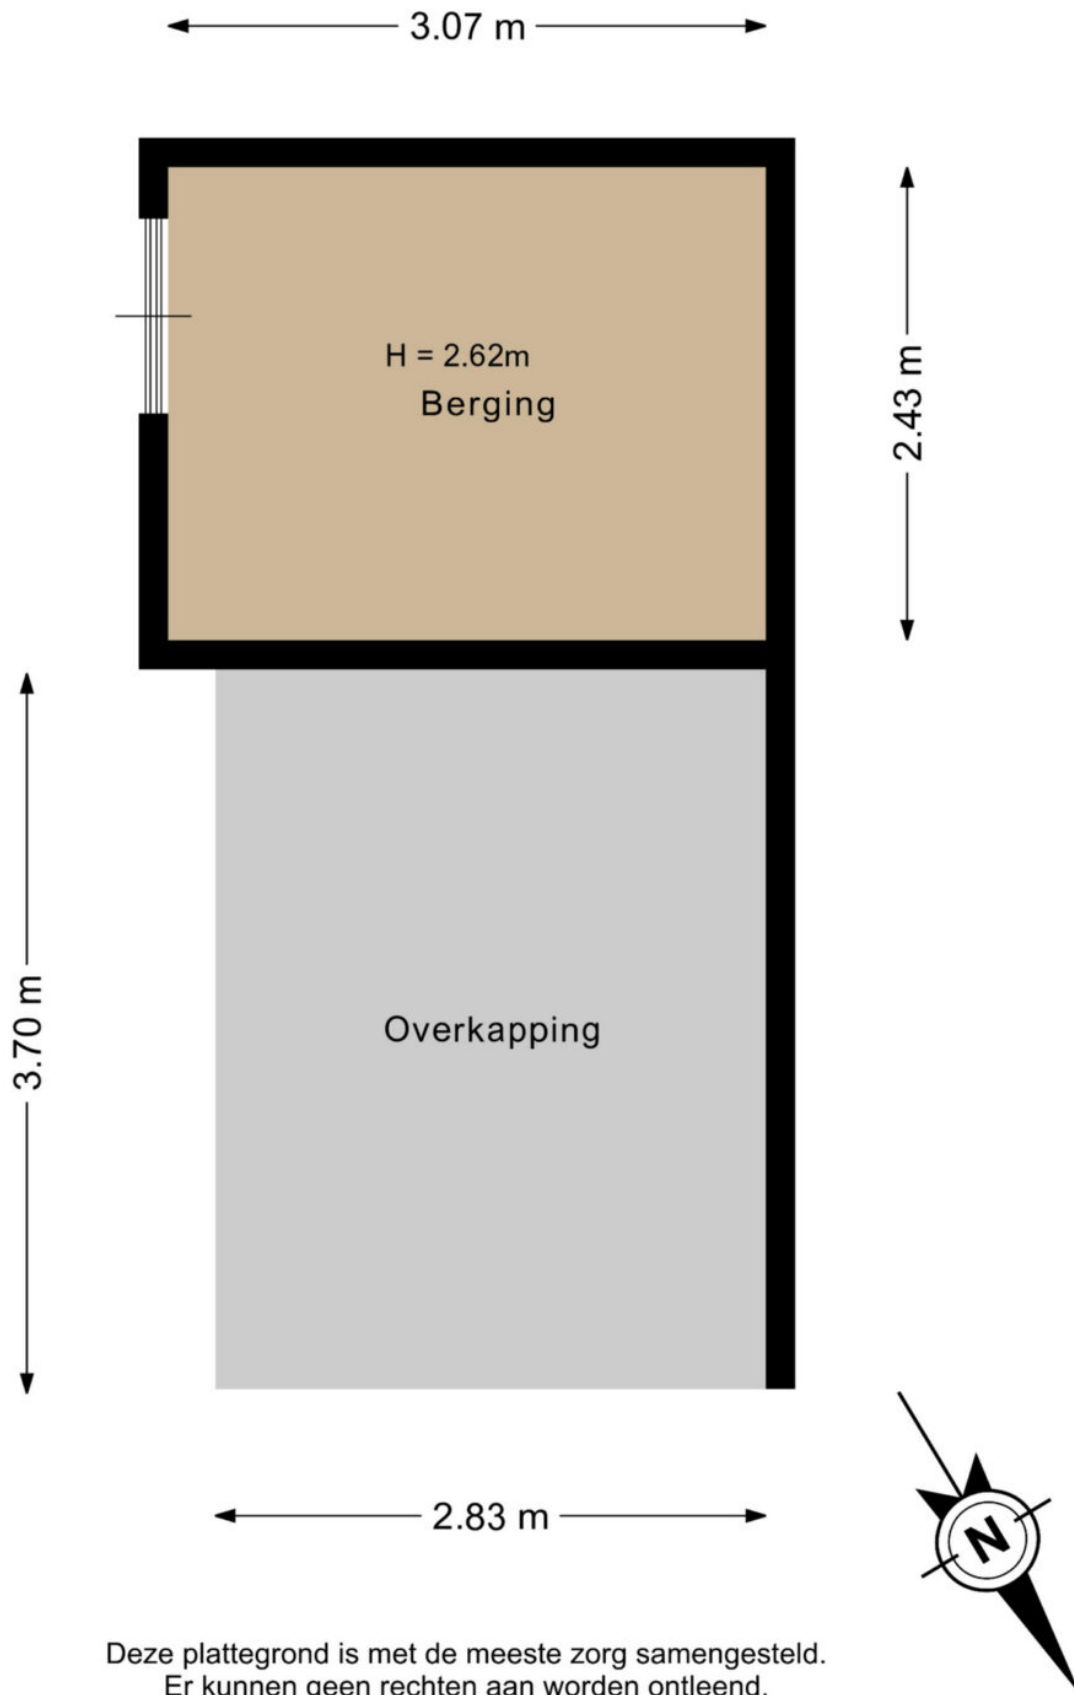 3.07 m
H = 2.62m
Berging
2.43 m
Overkapping
3.70 m
2.83 m
N
Deze plattegrond is met de meeste zorg samengesteld.
Er kunnen geen rechten aan worden ontleend.